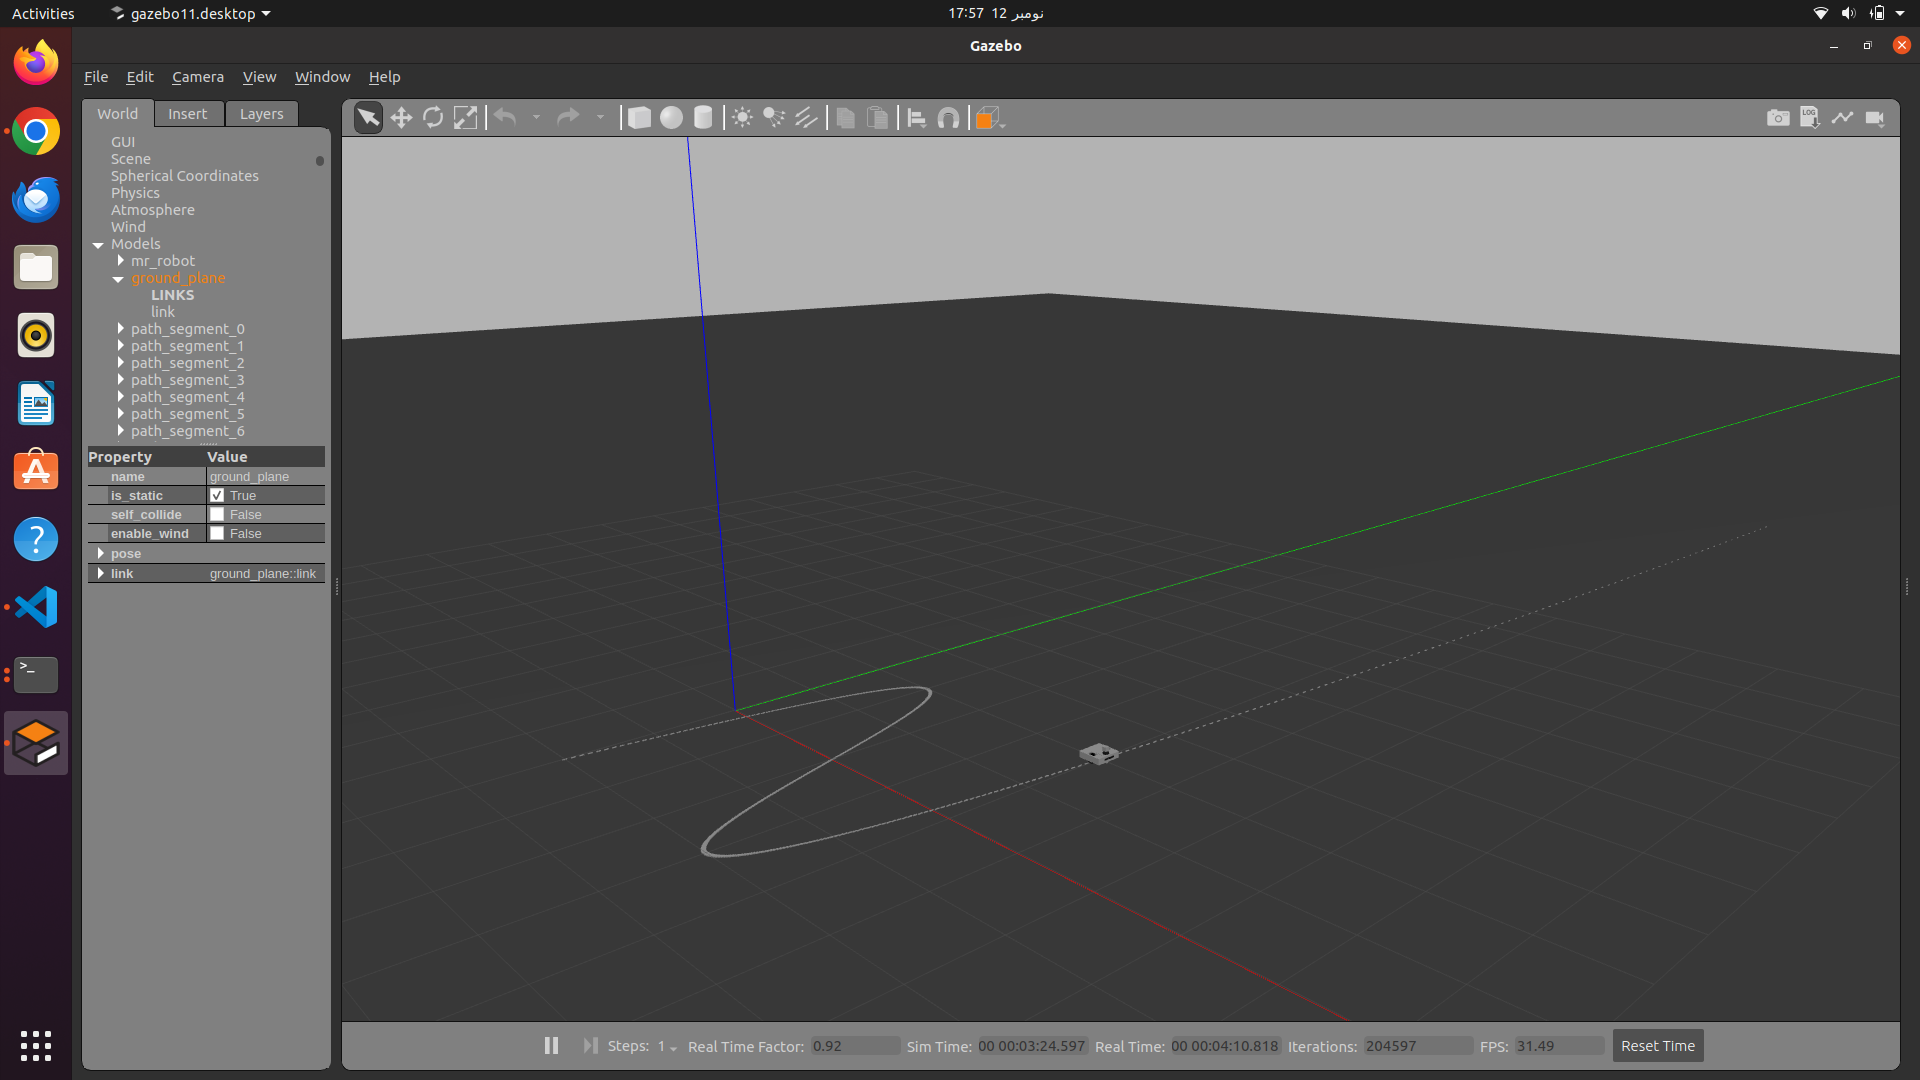 Activities
gazebo11.desktop
17:57 12 نومبر
Gazebo
File Edit Camera View Window Help
World Insert Layers
GUI
Scene
Spherical Coordinates
Physics
Atmosphere
Wind
Models
mr_robot
ground_plane
LINKS
link
path_segment_0
path_segment_1
path_segment_2
path_segment_3
path_segment_4
path_segment_5
path_segment_6
Property Value
name ground_plane
is_static True
self_collide False
enable_wind False
pose
link ground_plane::link
LOG
Steps: 1 Real Time Factor: 0.92 Sim Time: 00 00:03:24.597 Real Time: 00 00:04:10.818 Iterations: 204597 FPS: 31.49 Reset Time